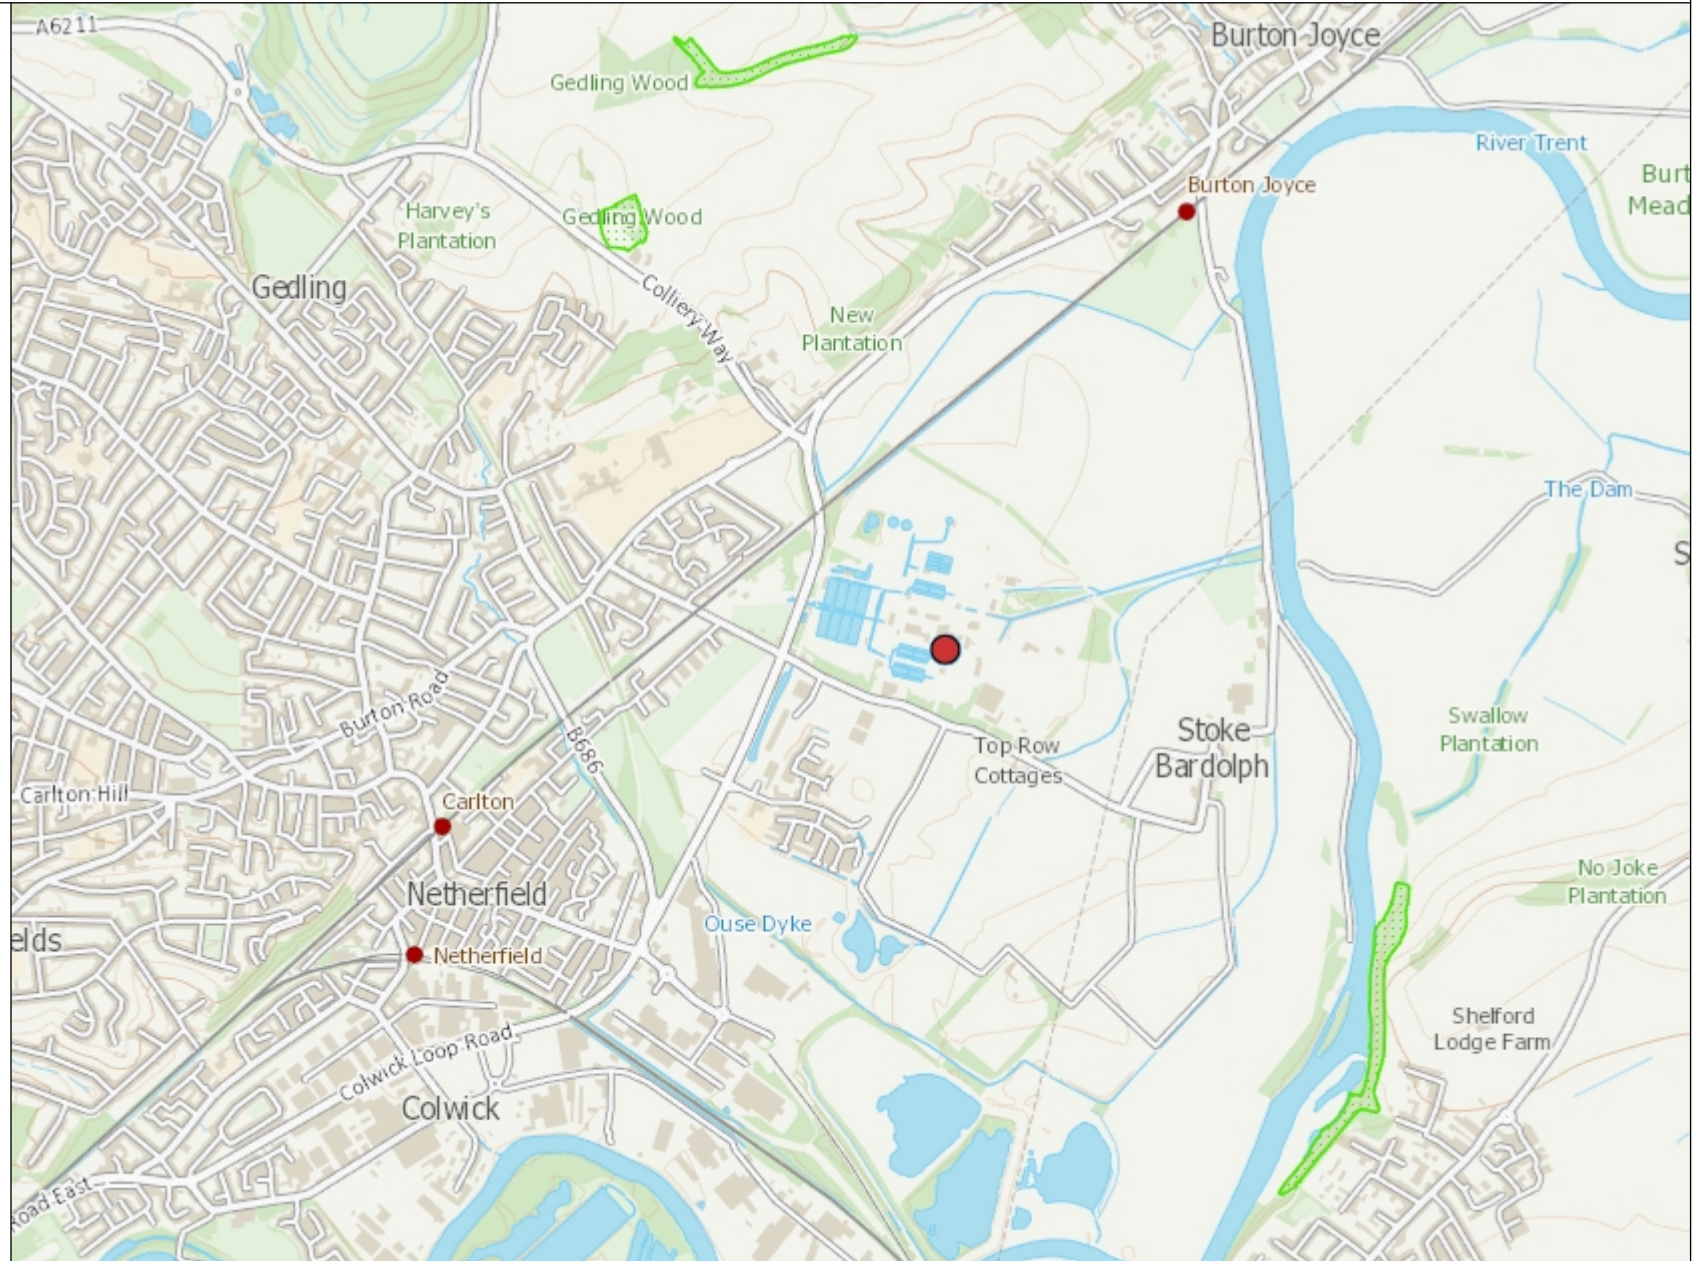 A6211
Burton Joyce
Gedling Wood
River Trent
Burt
Mead
Burton Joyce
Harvey's
Plantation
Gedling Wood
Gedling
Colliery Way
New
Plantation
The Dam
S
Burton Road
B686
Swallow
Plantation
Stoke
Bardolph
Top Row
Cottages
Carlton Hill
Carlton
No Joke
Plantation
Netherfield
Ouse Dyke
elds
Netherfield
Shelford
Lodge Farm
Colwick Loop Road
Colwick
Road East